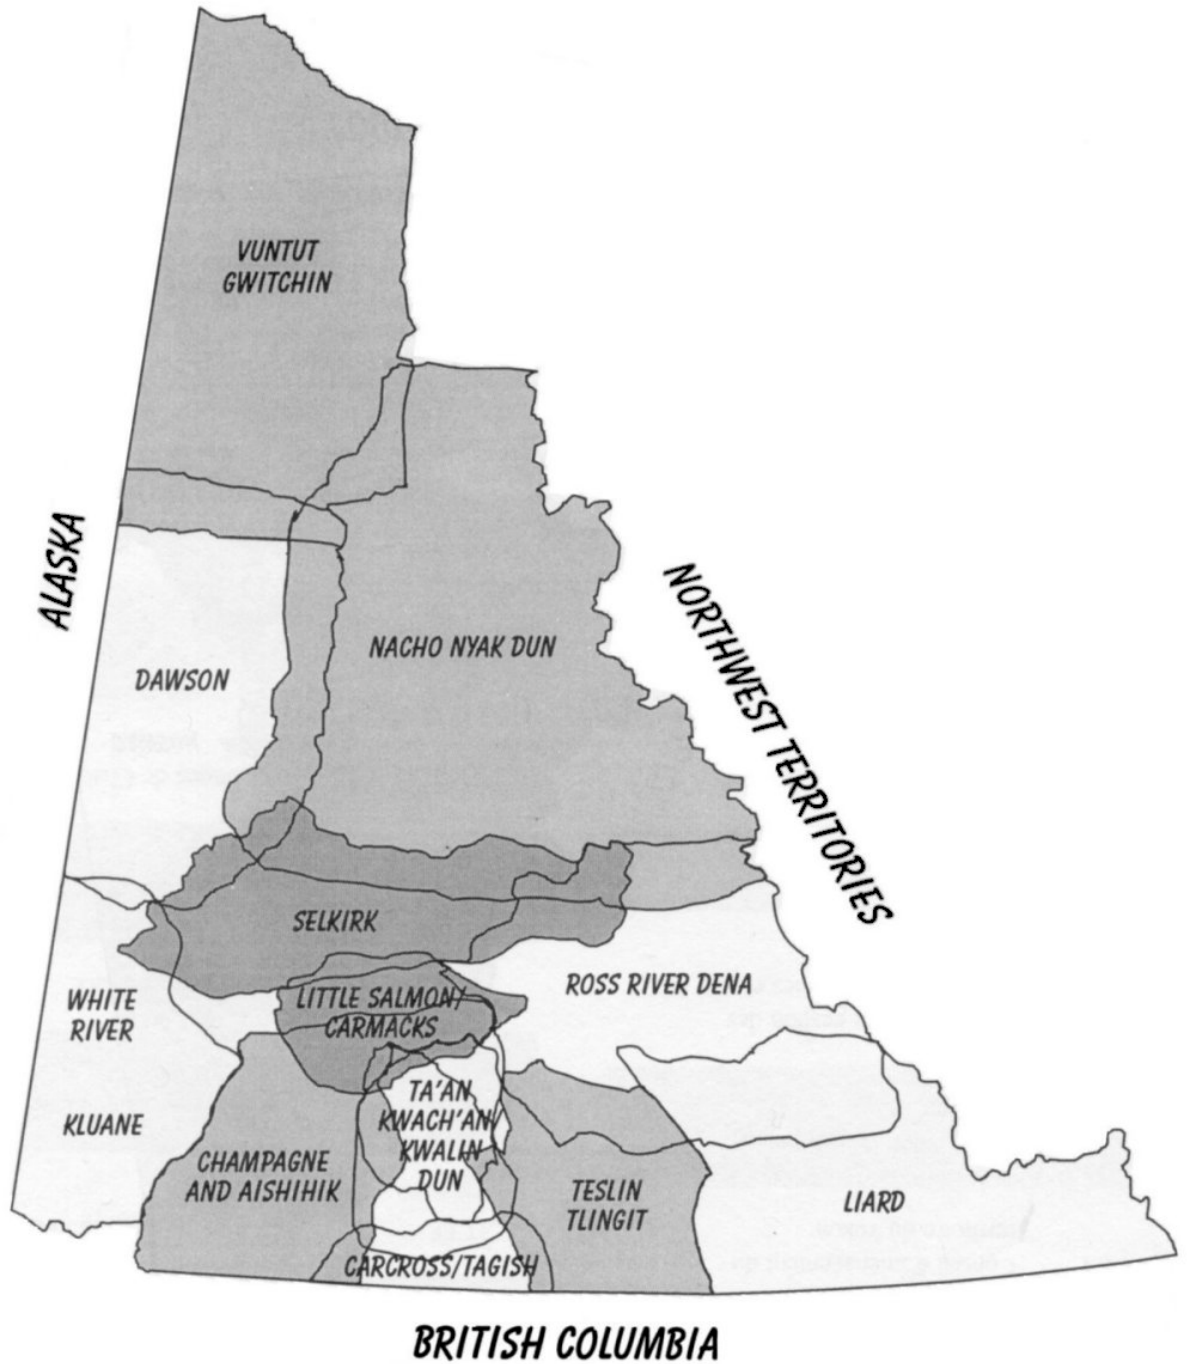 VUNTUT
GWITCHIN
ALASKA
NORTHWEST TERRITORIES
NACHO NYAK DUN
DAWSON
SELKIRK
ROSS RIVER DENA
WHITE
RIVER
LITTLE SALMON/
CARMACKS
KLUANE
TA'AN
KWACH'AN/
KWALIN
DUN
CHAMPAGNE
AND AISHIHIK
TESLIN
TLINGIT
LIARD
CARCROSS/TAGISH
BRITISH COLUMBIA